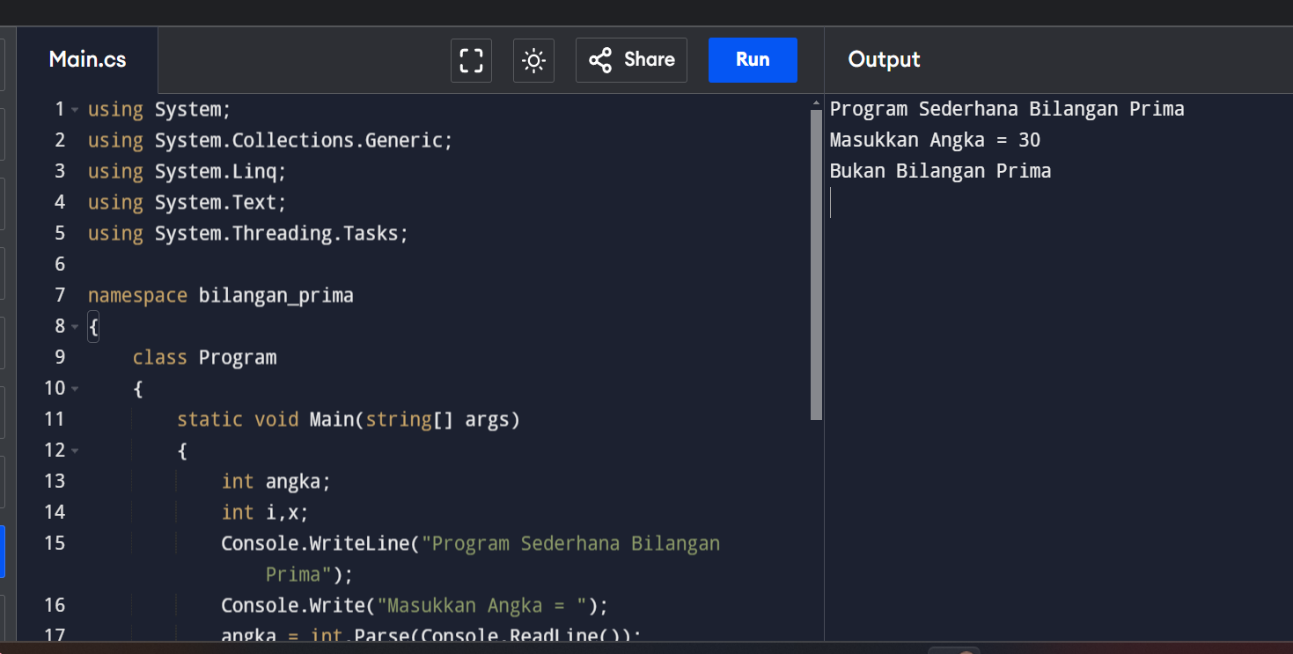 Main.cs
Share
Run
Output
1 using System;
2 using System.Collections.Generic;
3 using System.Linq;
4 using System.Text;
5 using System.Threading.Tasks;
6
7 namespace bilangan_prima
8 {
9 class Program
10 {
11 static void Main(string[] args)
12 {
13 int angka;
14 int i,x;
15 Console.WriteLine("Program Sederhana Bilangan
Prima");
16 Console.Write("Masukkan Angka = ");
17 angka = int.Parse(Console.ReadLine());
Program Sederhana Bilangan Prima
Masukkan Angka = 30
Bukan Bilangan Prima